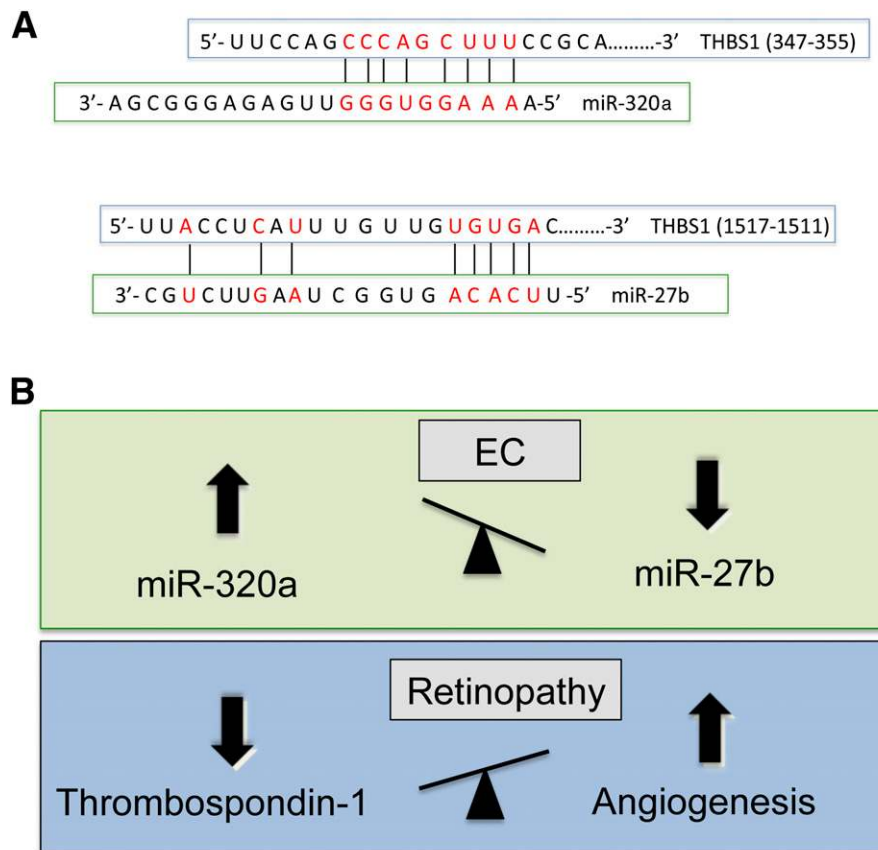 A
5’- U U C C A G C C C A G C U U U C C G C A.........-3’ THBS1 (347-355)
3’- A G C G G G A G A G U U G G G U G G A A A A-5’ miR-320a
5’- U U A C C U C A U U U G U U G U G U G A C.........-3’ THBS1 (1517-1511)
3’- C G U C U U G A A U C G G U G A C A C U U -5’ miR-27b
B
EC
miR-320a
miR-27b
Retinopathy
Thrombospondin-1
Angiogenesis